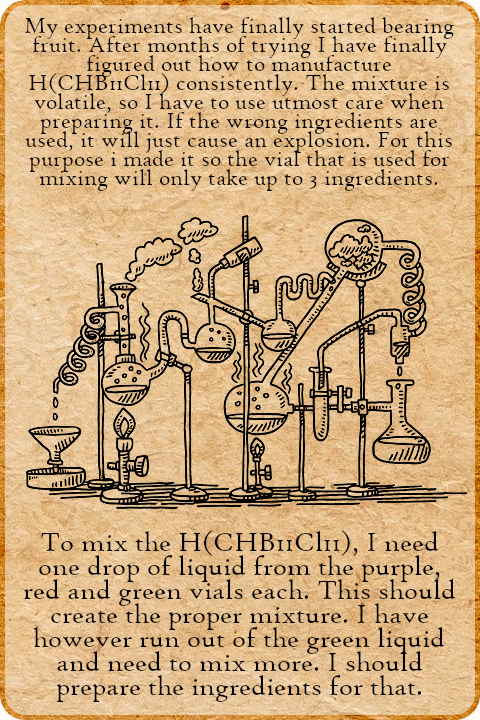 My experiments have finally started bearing
fruit. After months of trying I have finally
figured out how to manufacture
H(CHB11Cl11) consistently. The mixture is
volatile, so I have to use utmost care when
preparing it. If the wrong ingredients are
used, it will just cause an explosion. For this
purpose i made it so the vial that is used for
mixing will only take up to 3 ingredients.
To mix the H(CHB11Cl11), I need
one drop of liquid from the purple,
red and green vials each. This should
create the proper mixture. I have
however run out of the green liquid
and need to mix more. I should
prepare the ingredients for that.